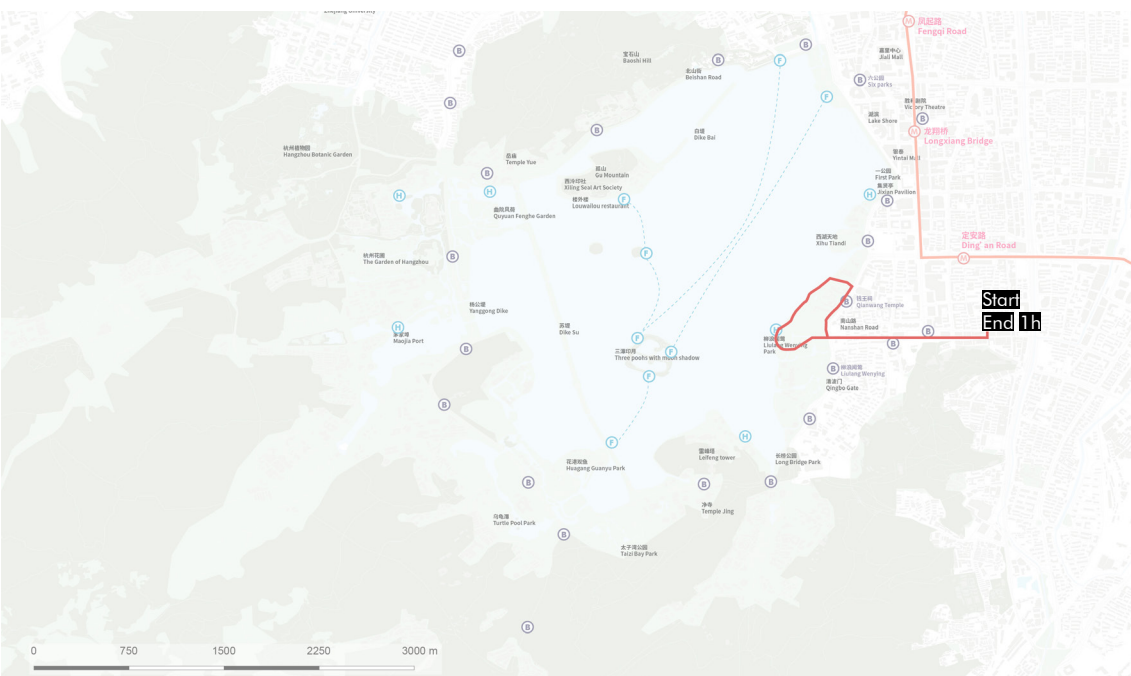 Zhejiang University
凤起路
Fengqi Road
嘉里中心
Jiali Mall
宝石山
Baoshi Hill
北山街
Beishan Road
六公园
Six parks
胜利剧院
Victory Theatre
湖滨
Lake Shore
龙翔桥
Longxiang Bridge
白堤
Dike Bai
银泰
Yintai Mall
杭州植物园
Hangzhou Botanic Garden
岳庙
Temple Yue
孤山
Gu Mountain
一公园
First Park
西泠印社
Xiling Seal Art Society
集贤亭
Jixian Pavilion
楼外楼
Louwailou restaurant
曲院风荷
Quyuan Fenghe Garden
西湖天地
Xihu Tiandi
定安路
Ding' an Road
杭州花圃
The Garden of Hangzhou
钱王祠
Qianwang Temple
Start
End 1h
杨公堤
Yanggong Dike
苏堤
Dike Su
南山路
Nanshan Road
茅家埠
Maojia Port
Liulang Wenying
Park
三潭印月
Three pools with moon shadow
柳浪闻莺
Liulang Wenying
清波门
Qingbo Gate
雷峰塔
Leifeng tower
长桥公园
Long Bridge Park
花港观鱼
Huagang Guanyu Park
净寺
Temple Jing
乌龟潭
Turtle Pool Park
太子湾公园
Taizi Bay Park
0 750 1500 2250 3000 m